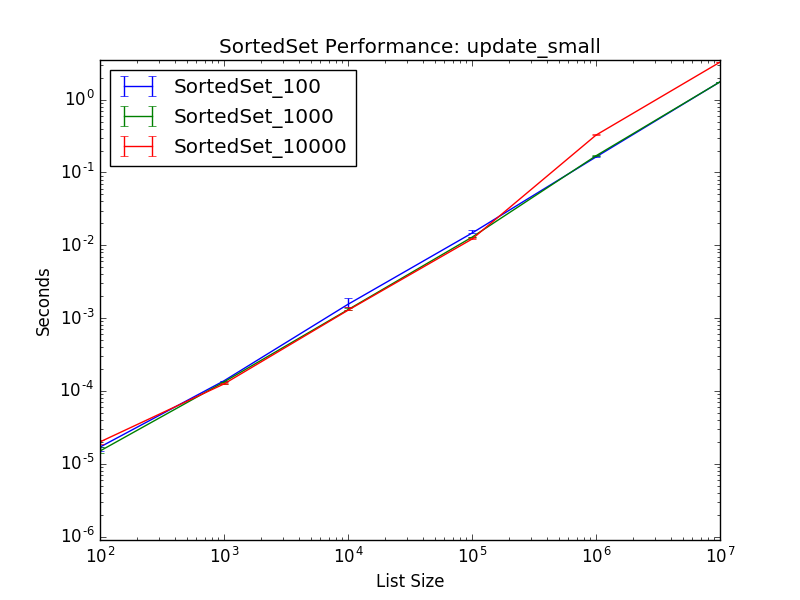 SortedSet Performance: update_small
SortedSet_100
SortedSet_1000
SortedSet_10000
10^0
10^-1
10^-2
10^-3
10^-4
10^-5
10^-6
Seconds
10^2 10^3 10^4 10^5 10^6 10^7
List Size